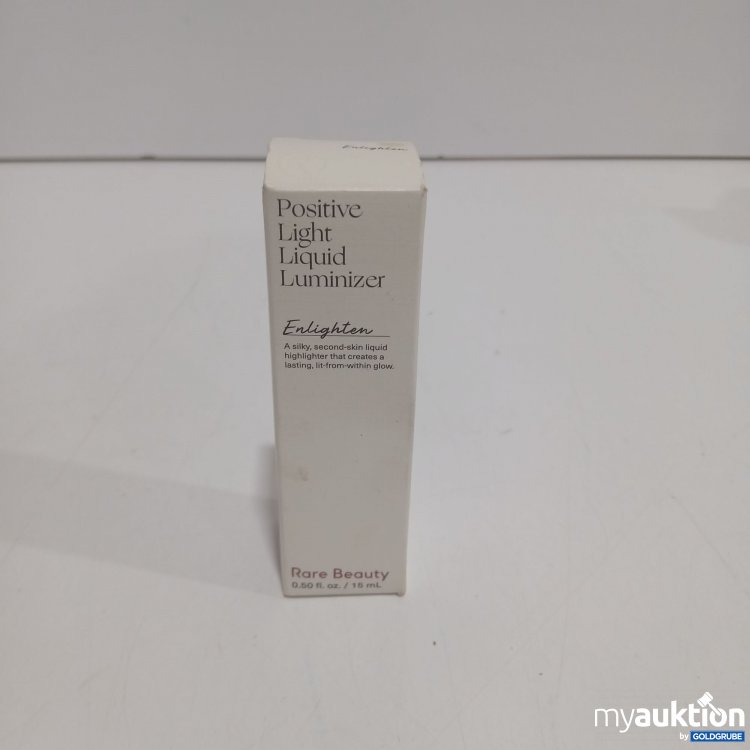 Enlighten
Positive
Light
Liquid
Luminizer
Enlighten
A silky, second-skin liquid
highlighter that creates a
lasting, lit-from-within glow.
Rare Beauty
0.50 fl. oz. / 15 mL
myauktion
by GOLDGRUBE